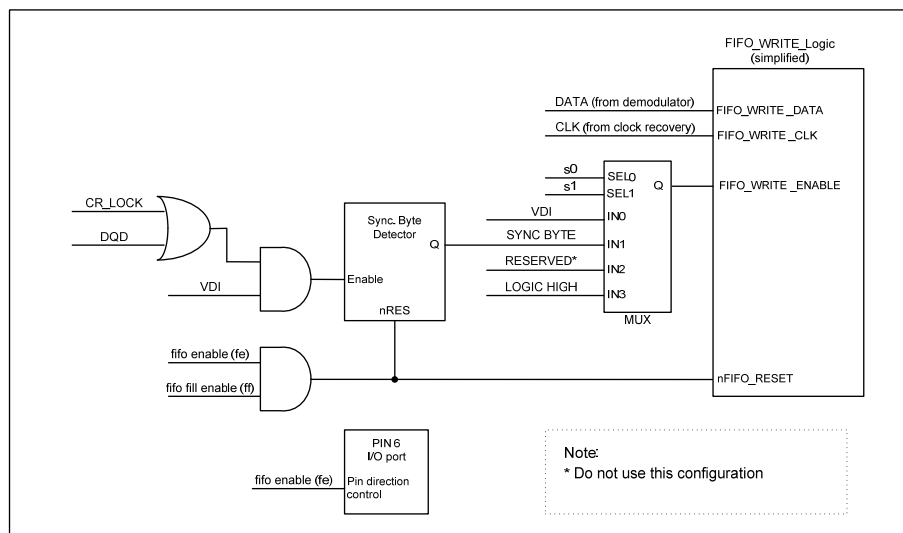 FIFO_WRITE_Logic
(simplified)
DATA (from demodulator)
FIFO_WRITE_DATA
CLK (from clock recovery)
FIFO_WRITE_CLK
s0
SEL0
s1
SEL1
Q
FIFO_WRITE_ENABLE
VDI
IN0
SYNC BYTE
IN1
RESERVED*
IN2
LOGIC HIGH
IN3
MUX
CR_LOCK
DQD
VDI
Sync. Byte
Detector
Q
Enable
nRES
fifo enable (fe)
fifo fill enable (ff)
nFIFO_RESET
PIN 6
I/O port
fifo enable (fe)
Pin direction
control
Note:
* Do not use this configuration